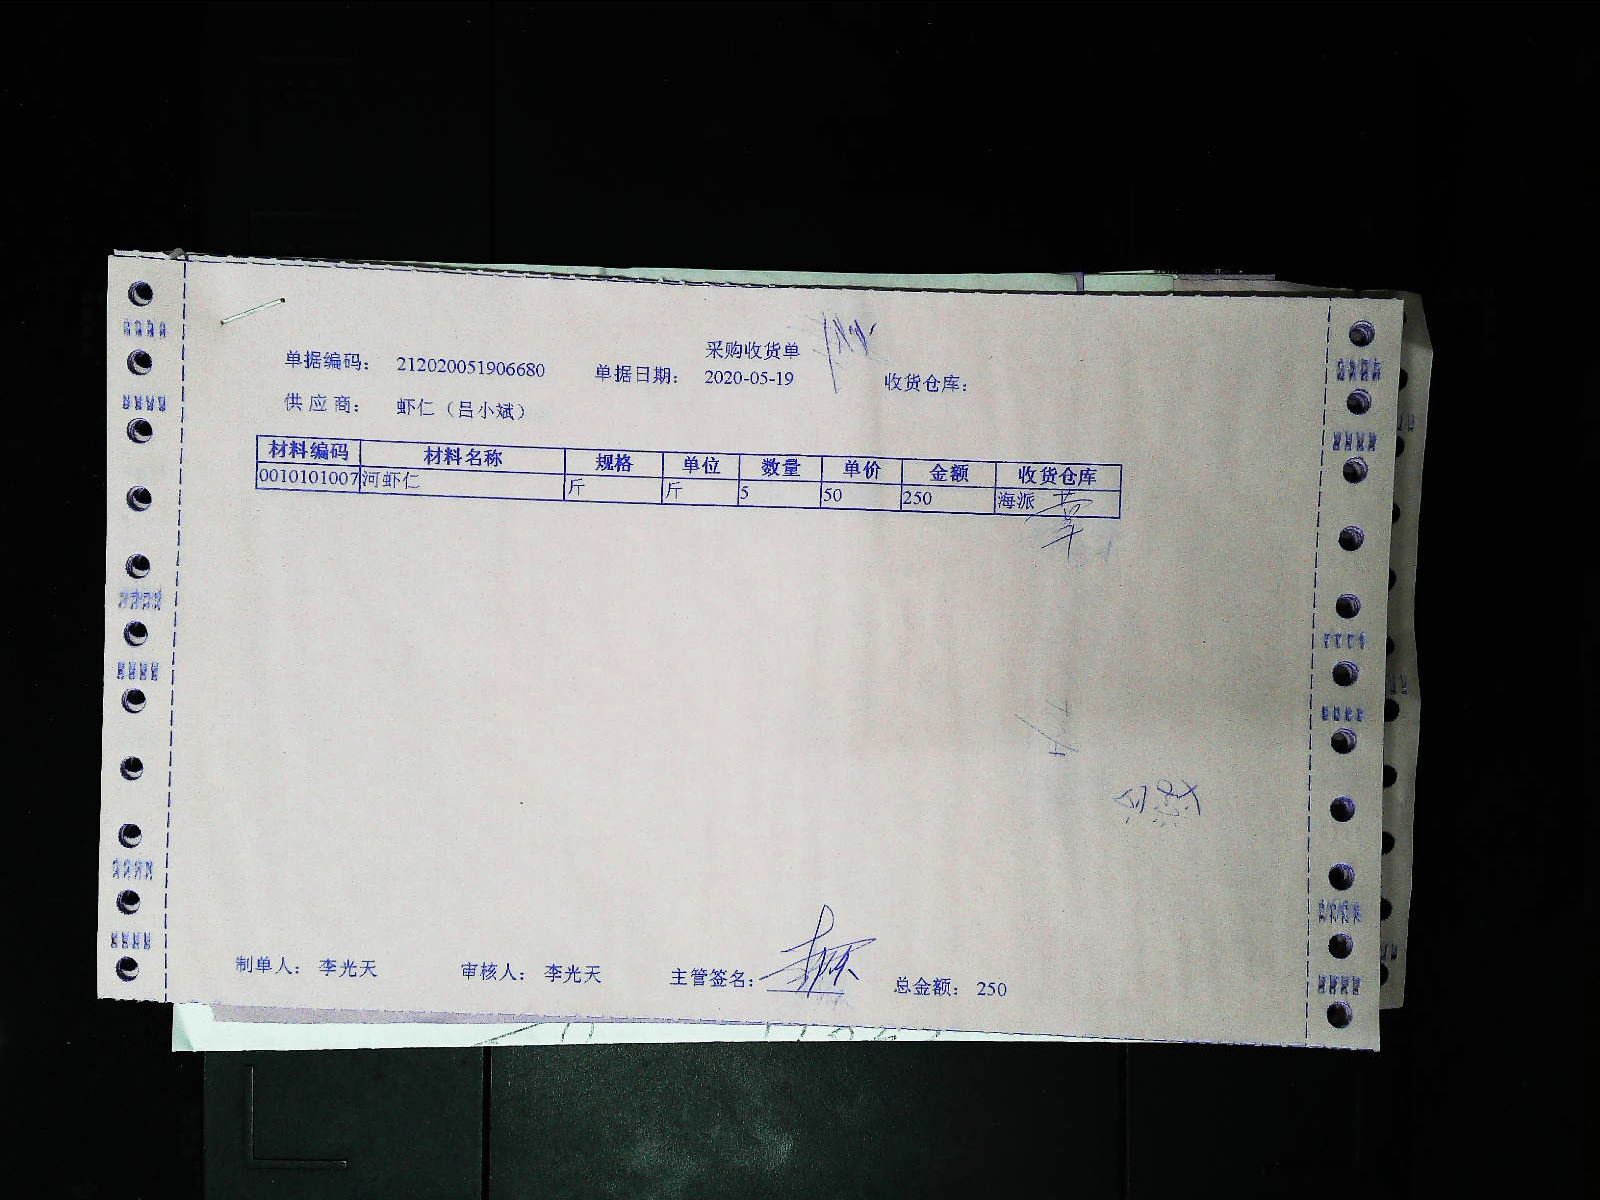 采购收货单
单据编码： 212020051906680 单据日期： 2020-05-19 收货仓库：
供应商： 虾仁（吕小斌）
材料编码 材料名称 规格 单位 数量 单价 金额 收货仓库
0010101007 河虾仁 斤 斤 5 50 250 海派
制单人： 李光天 审核人： 李光天 主管签名： 总金额： 250